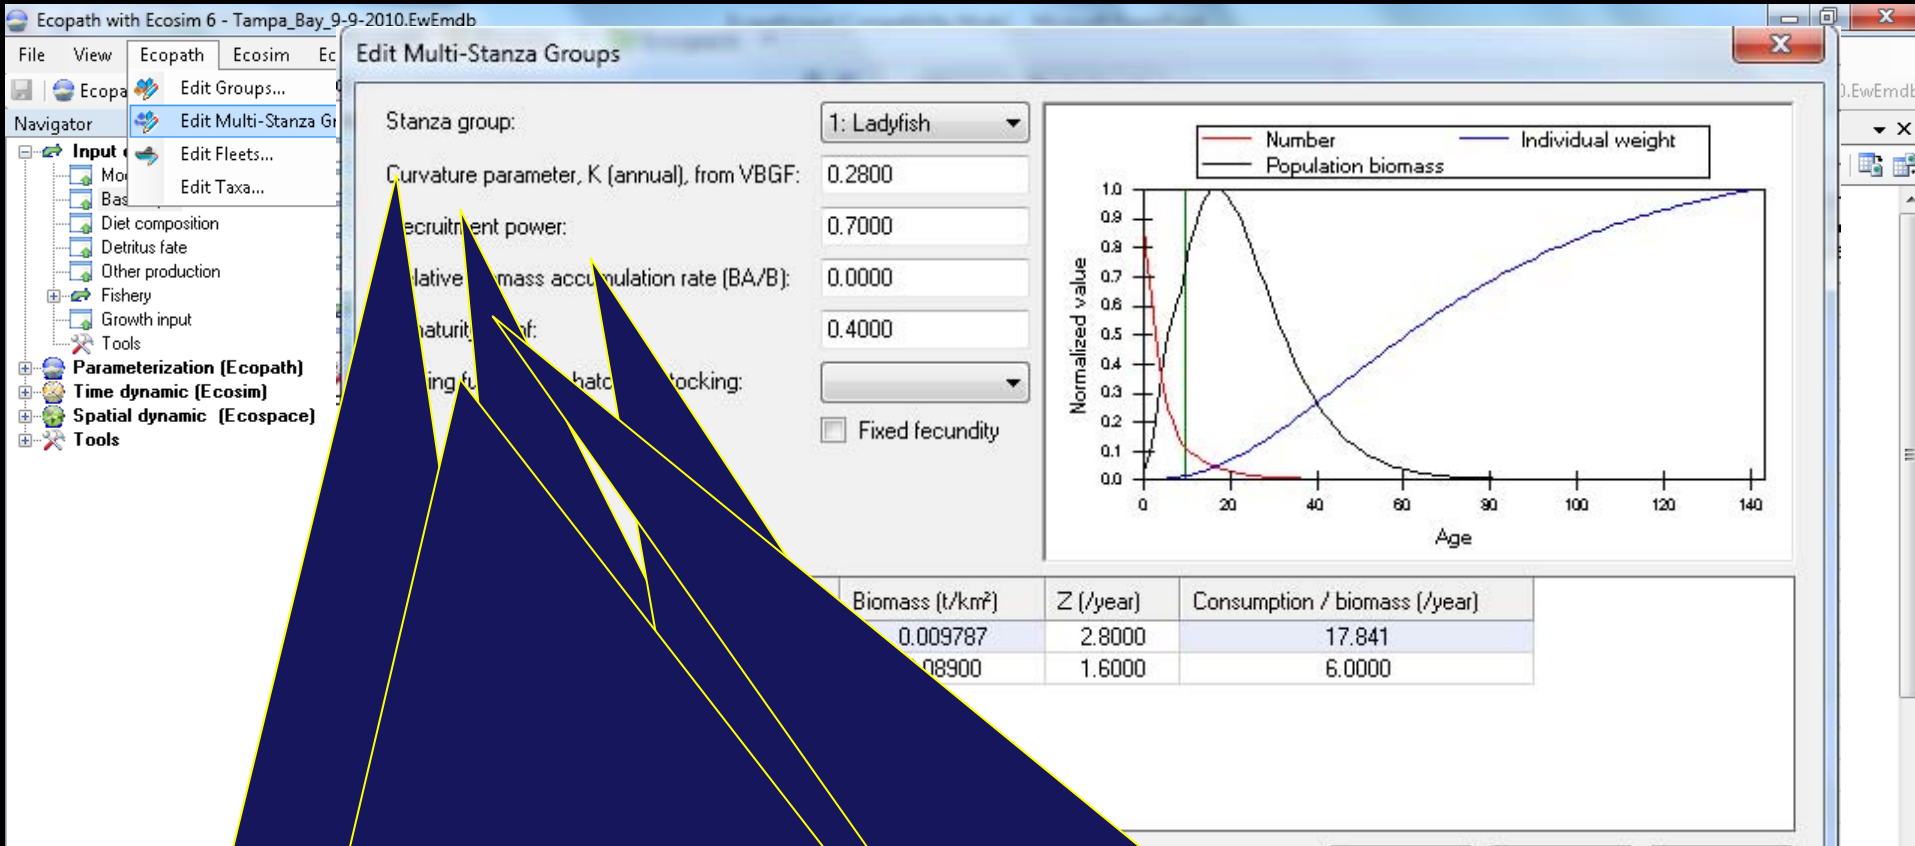 Ecopath with Ecosim 6 - Tampa_Bay_9-9-2010.EwEmdb
File View Ecopath Ecosim
Edit Groups...
Edit Multi-Stanza
Edit Fleets...
Edit Taxa...
.EwEmdb
Navigator
Input
Diet composition
Detritus fate
Other production
Fishery
Growth input
Tools
Parameterization (Ecopath)
Time dynamic (Ecosim)
Spatial dynamic (Ecospace)
Tools
Edit Multi-Stanza Groups
Stanza group: 1: Ladyfish
Curvature parameter, K (annual), from VBGF: 0.2800
power: 0.7000
rate (BA/B): 0.0000
0.4000
Fixed fecundity
Number Individual weight
Population biomass
Normalized value
1.0
0.9
0.8
0.7
0.6
0.5
0.4
0.3
0.2
0.1
0.0
0 20 40 60 80 100 120 140
Age
Biomass (t/km²) Z (/year) Consumption / biomass (/year)
0.009787 2.8000 17.841
08900 1.6000 6.0000